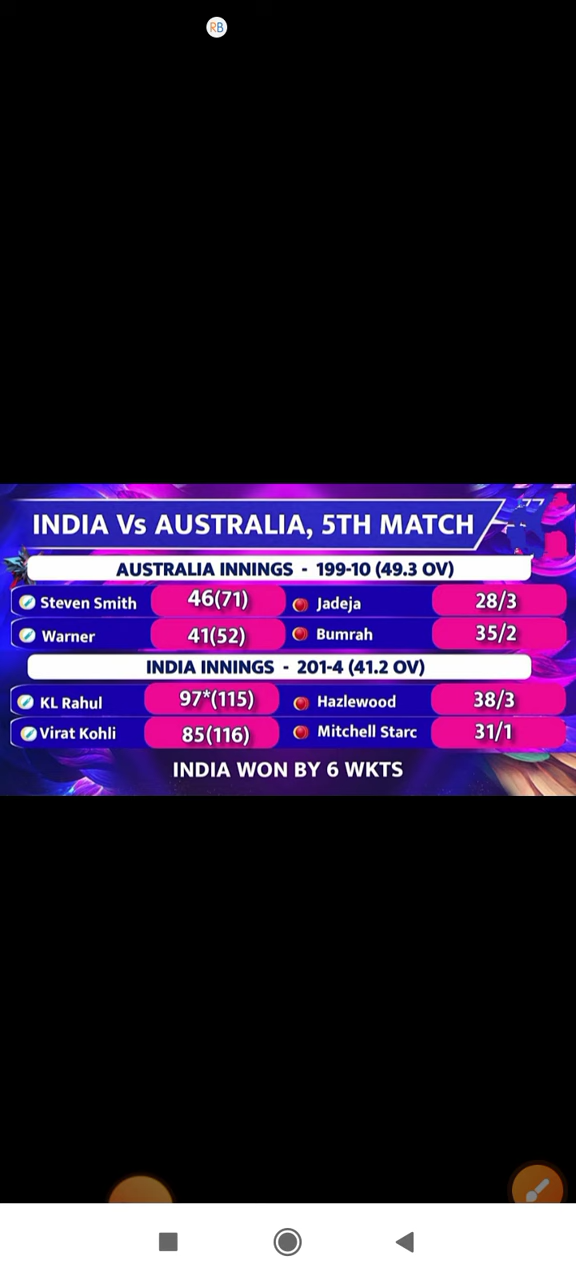 RB
INDIA Vs AUSTRALIA, 5TH MATCH
AUSTRALIA INNINGS - 199-10 (49.3 OV)
Steven Smith 46(71) Jadeja 28/3
Warner 41(52) Bumrah 35/2
INDIA INNINGS - 201-4 (41.2 OV)
KL Rahul 97*(115) Hazlewood 38/3
Virat Kohli 85(116) Mitchell Starc 31/1
INDIA WON BY 6 WKTS